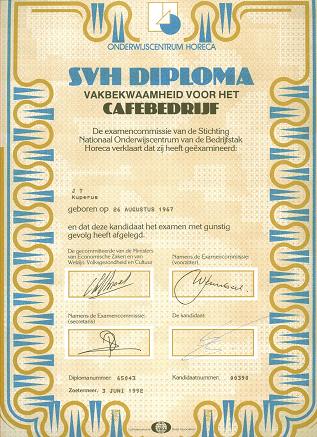 ONDERWIJSCENTRUM HORECA
SVH DIPLOMA
VAKBEKWAAMHEID VOOR HET
CAFEBEDRIJF
De examencommissie van de Stichting
Nationaal Onderwijscentrum van de Bedrijfstak
Horeca verklaart dat zij heeft geëxamineerd:
J T
Kuperus
geboren op 26 AUGUSTUS 1967
en dat deze kandidaat het examen met gunstig
gevolg heeft afgelegd.
De gecommitteerde van de Ministers
van Economische Zaken en van
Welzijn, Volksgezondheid en Cultuur
Namens de Examencommissie:
(voorzitter)
Namens de Examencommissie:
(secretaris)
De kandidaat:
Diplomanummer: 65043
Kandidaatnummer: 00390
Zoetermeer, 3 JUNI 1992